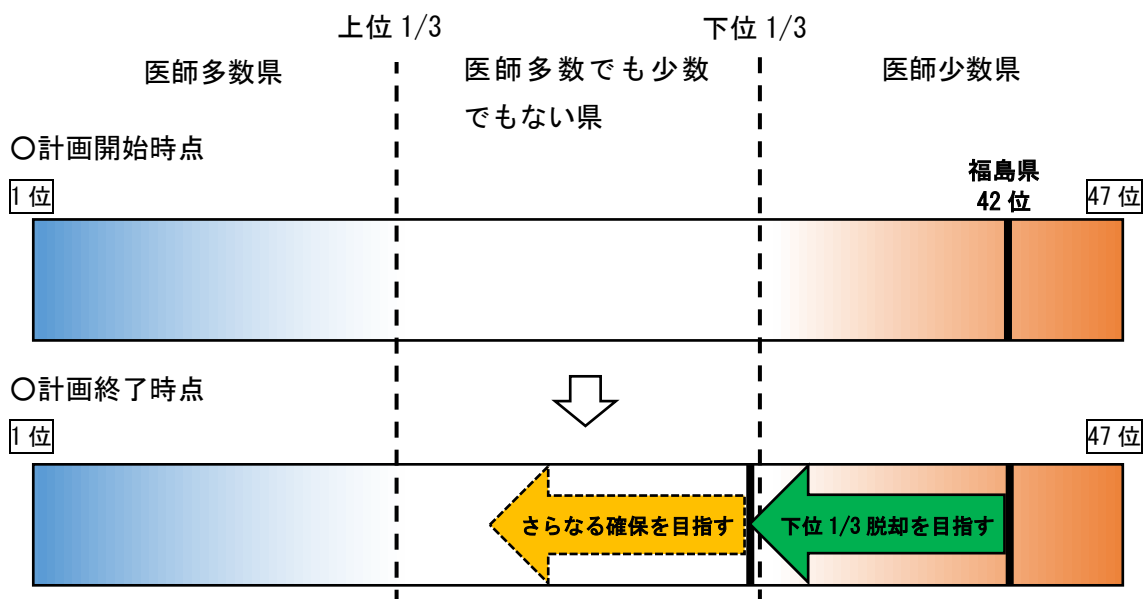 上位 1/3
下位 1/3
医師多数県
医師多数でも少数
でもない県
医師少数県
〇計画開始時点
1 位
福島県
42 位
47 位
〇計画終了時点
1 位
47 位
さらなる確保を目指す
下位 1/3 脱却を目指す